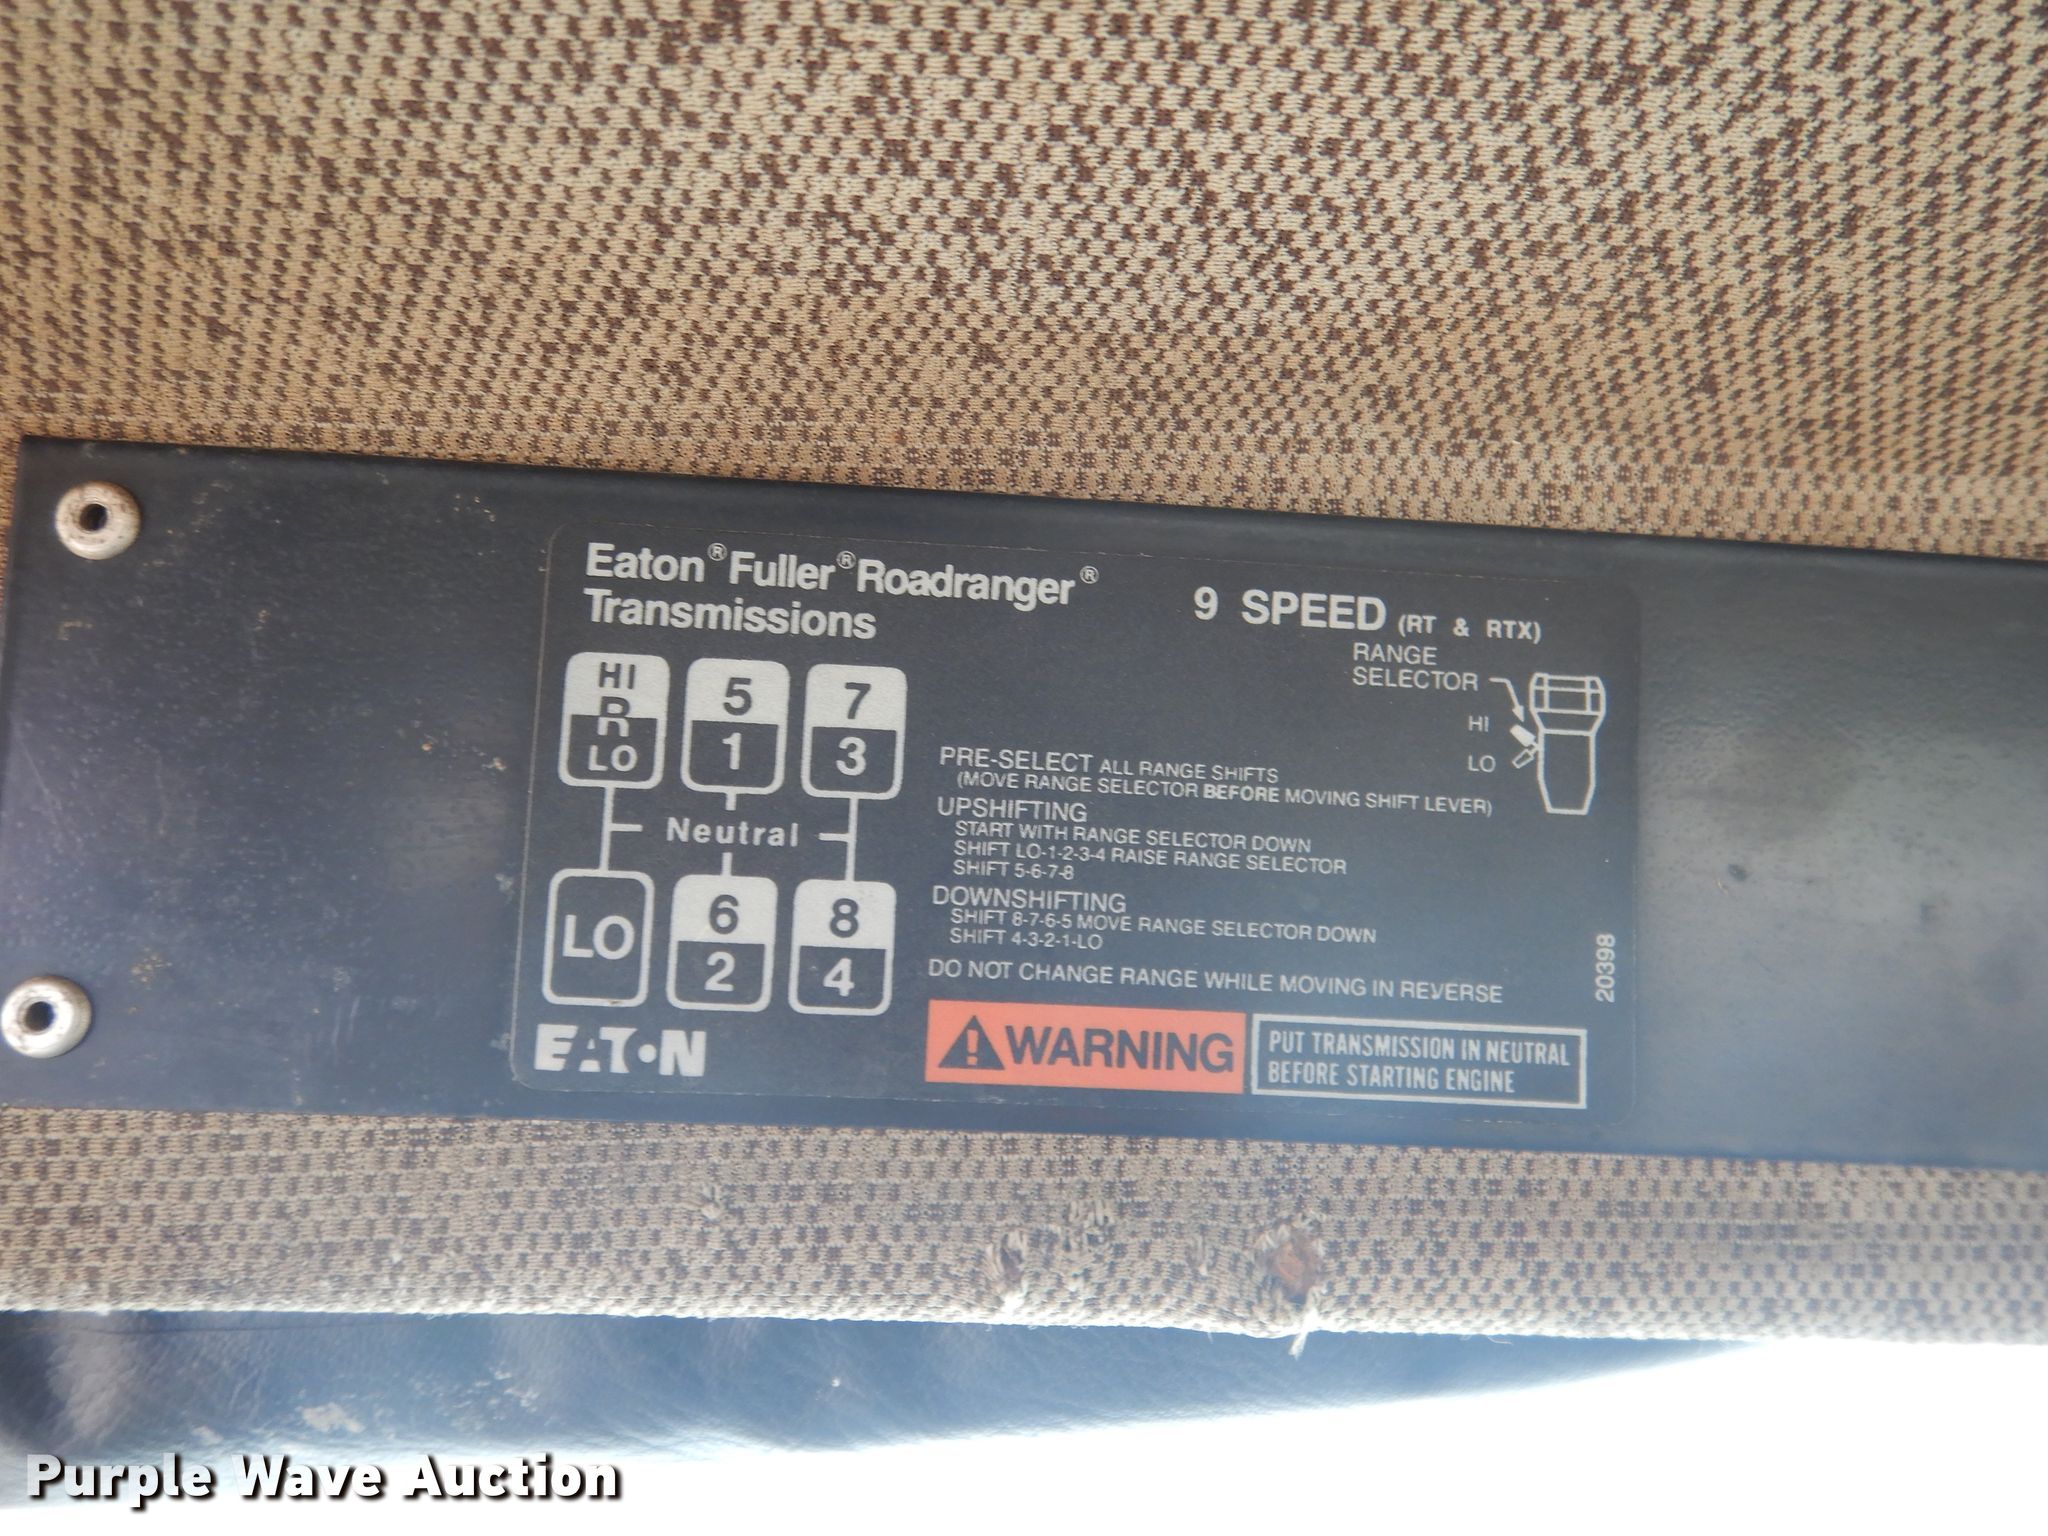 Eaton® Fuller® Roadranger®
Transmissions
9 SPEED (RT & RTX)
RANGE
SELECTOR
HI
LO
HI
R
LO
5
1
7
3
Neutral
LO
6
2
8
4
PRE-SELECT ALL RANGE SHIFTS
(MOVE RANGE SELECTOR BEFORE MOVING SHIFT LEVER)
UPSHIFTING
START WITH RANGE SELECTOR DOWN
SHIFT LO-1-2-3-4 RAISE RANGE SELECTOR
SHIFT 5-6-7-8
DOWNSHIFTING
SHIFT 8-7-6-5 MOVE RANGE SELECTOR DOWN
SHIFT 4-3-2-1-LO
DO NOT CHANGE RANGE WHILE MOVING IN REVERSE
20398
EATON
WARNING
PUT TRANSMISSION IN NEUTRAL
BEFORE STARTING ENGINE
Purple Wave Auction